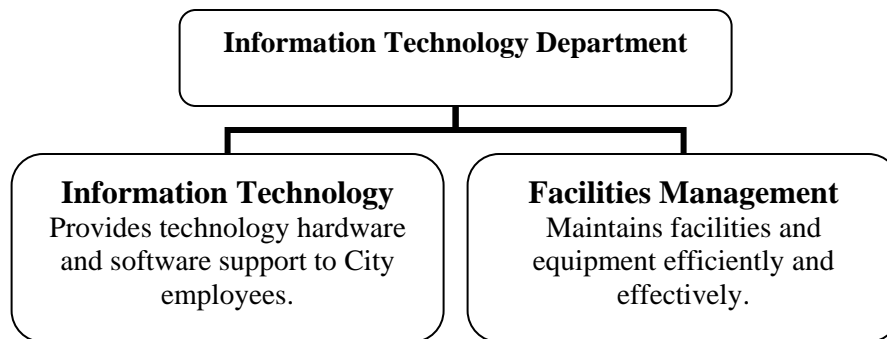 Information Technology Department
Information Technology
Provides technology hardware
and software support to City
employees.
Facilities Management
Maintains facilities and
equipment efficiently and
effectively.